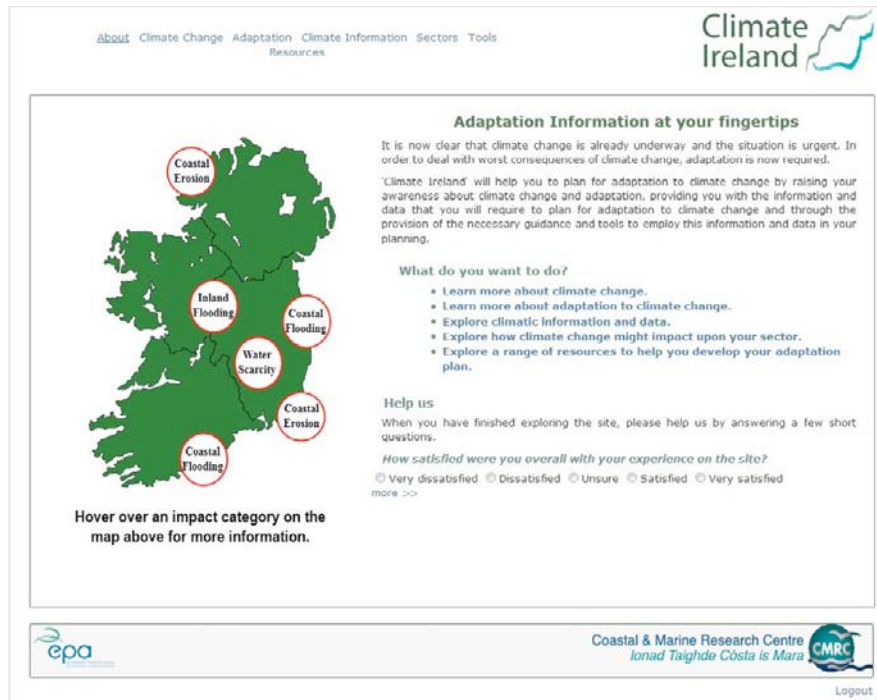 About Climate Change Adaptation Climate Information Sectors Tools
Resources
Climate
Ireland
Coastal
Erosion
Inland
Flooding
Coastal
Flooding
Water
Scarcity
Coastal
Erosion
Coastal
Flooding
Hover over an impact category on the
map above for more information.
Adaptation Information at your fingertips
It is now clear that climate change is already underway and the situation is urgent. In
order to deal with worst consequences of climate change, adaptation is now required.
'Climate Ireland' will help you to plan for adaptation to climate change by raising your
awareness about climate change and adaptation, providing you with the information and
data that you will require to plan for adaptation to climate change and through the
provision of the necessary guidance and tools to employ this information and data in your
planning.
What do you want to do?
• Learn more about climate change.
• Learn more about adaptation to climate change.
• Explore climatic information and data.
• Explore how climate change might impact upon your sector.
• Explore a range of resources to help you develop your adaptation
plan.
Help us
When you have finished exploring the site, please help us by answering a few short
questions.
How satisfied were you overall with your experience on the site?
Very dissatisfied Dissatisfied Unsure Satisfied Very satisfied
more >>
epa
Coastal & Marine Research Centre
Ionad Taighde Cósta is Mara
CMRC
Logout